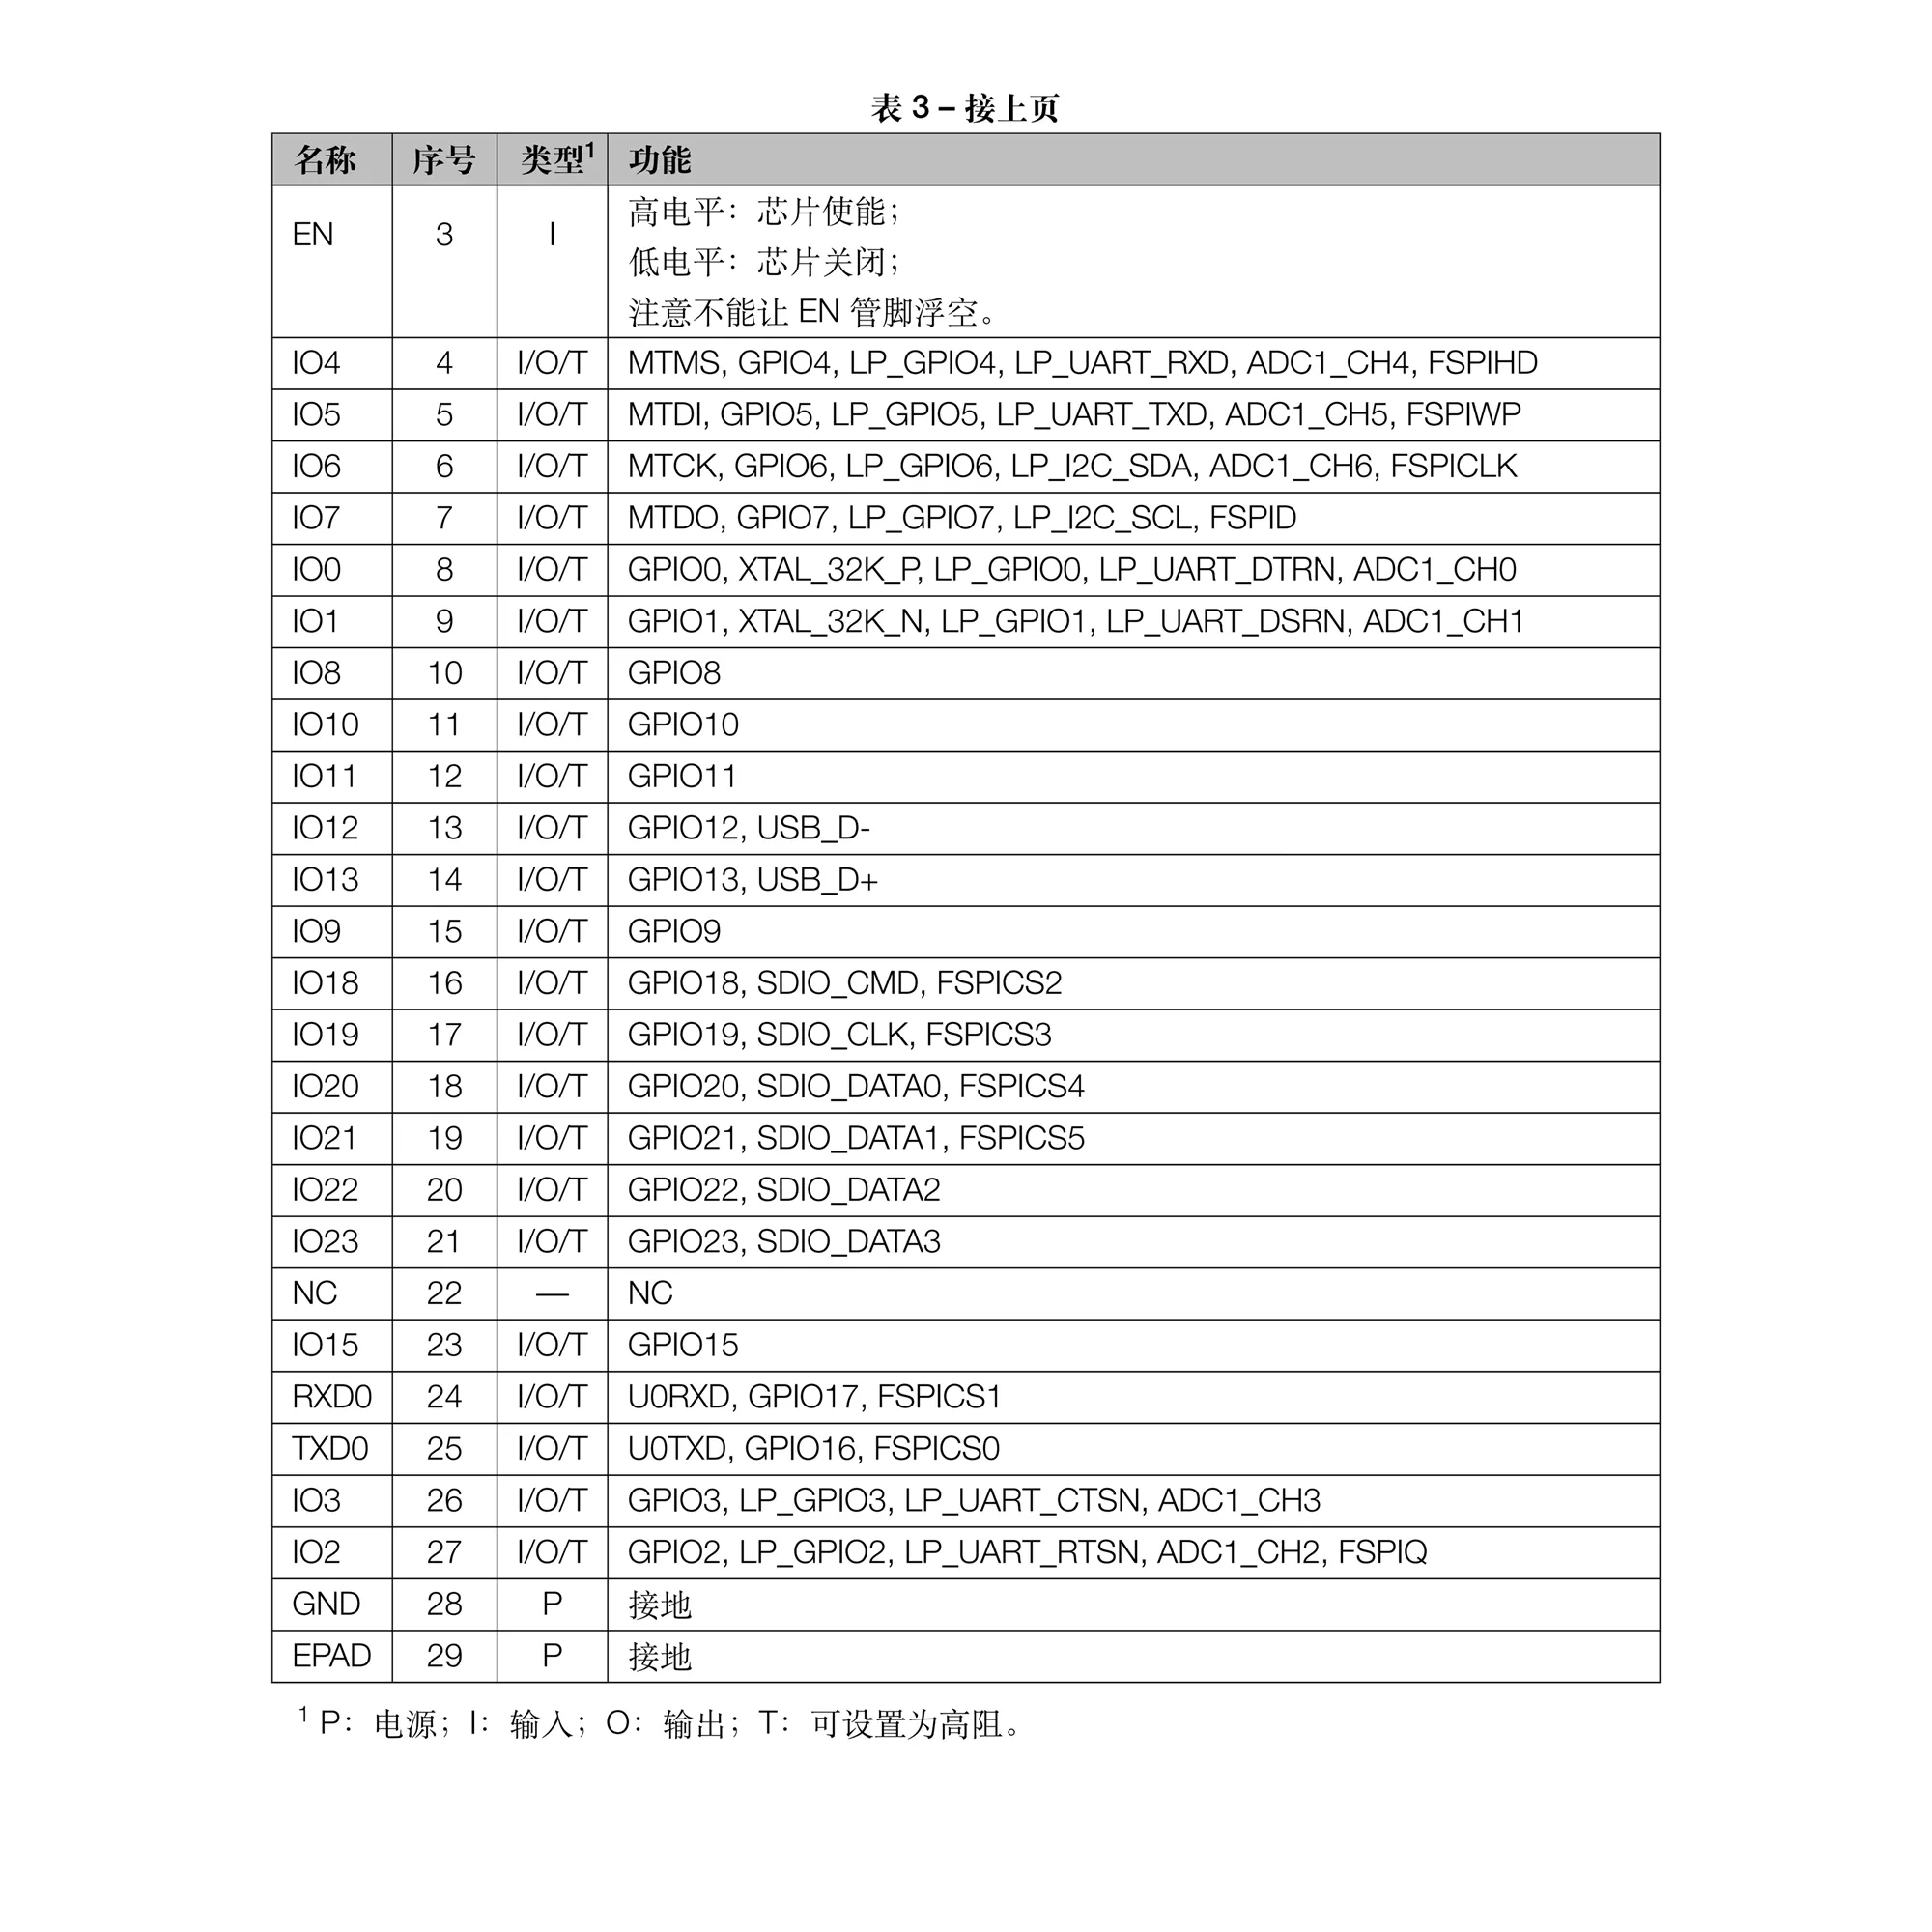 表 3 – 接上页
名称 序号 类型1 功能
EN 3 I 高电平：芯片使能；
低电平：芯片关闭；
注意不能让 EN 管脚浮空。
IO4 4 I/O/T MTMS, GPIO4, LP_GPIO4, LP_UART_RXD, ADC1_CH4, FSPIHD
IO5 5 I/O/T MTDI, GPIO5, LP_GPIO5, LP_UART_TXD, ADC1_CH5, FSPIWP
IO6 6 I/O/T MTCK, GPIO6, LP_GPIO6, LP_I2C_SDA, ADC1_CH6, FSPICLK
IO7 7 I/O/T MTDO, GPIO7, LP_GPIO7, LP_I2C_SCL, FSPID
IO0 8 I/O/T GPIO0, XTAL_32K_P, LP_GPIO0, LP_UART_DTRN, ADC1_CH0
IO1 9 I/O/T GPIO1, XTAL_32K_N, LP_GPIO1, LP_UART_DSRN, ADC1_CH1
IO8 10 I/O/T GPIO8
IO10 11 I/O/T GPIO10
IO11 12 I/O/T GPIO11
IO12 13 I/O/T GPIO12, USB_D-
IO13 14 I/O/T GPIO13, USB_D+
IO9 15 I/O/T GPIO9
IO18 16 I/O/T GPIO18, SDIO_CMD, FSPICS2
IO19 17 I/O/T GPIO19, SDIO_CLK, FSPICS3
IO20 18 I/O/T GPIO20, SDIO_DATA0, FSPICS4
IO21 19 I/O/T GPIO21, SDIO_DATA1, FSPICS5
IO22 20 I/O/T GPIO22, SDIO_DATA2
IO23 21 I/O/T GPIO23, SDIO_DATA3
NC 22 — NC
IO15 23 I/O/T GPIO15
RXD0 24 I/O/T U0RXD, GPIO17, FSPICS1
TXD0 25 I/O/T U0TXD, GPIO16, FSPICS0
IO3 26 I/O/T GPIO3, LP_GPIO3, LP_UART_CTSN, ADC1_CH3
IO2 27 I/O/T GPIO2, LP_GPIO2, LP_UART_RTSN, ADC1_CH2, FSPIQ
GND 28 P 接地
EPAD 29 P 接地
1 P：电源；I：输入；O：输出；T：可设置为高阻。